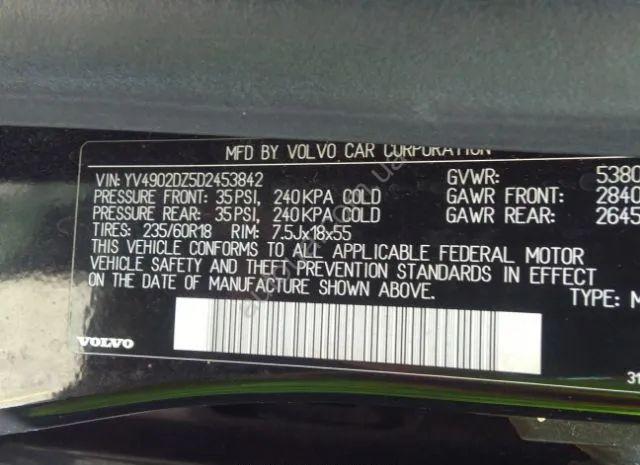 MFD BY VOLVO CAR CORPORATION
VIN: YV4902DZ5D2453842 GVWR: 5380
PRESSURE FRONT: 35PSI, 240KPA COLD GAWR FRONT: 2840
PRESSURE REAR: 35PSI, 240KPA COLD GAWR REAR: 2645
TIRES: 235/60R18 RIM: 7.5Jx18x55
THIS VEHICLE CONFORMS TO ALL APPLICABLE FEDERAL MOTOR
VEHICLE SAFETY AND THEFT PREVENTION STANDARDS IN EFFECT
ON THE DATE OF MANUFACTURE SHOWN ABOVE.
TYPE: M
VOLVO
31